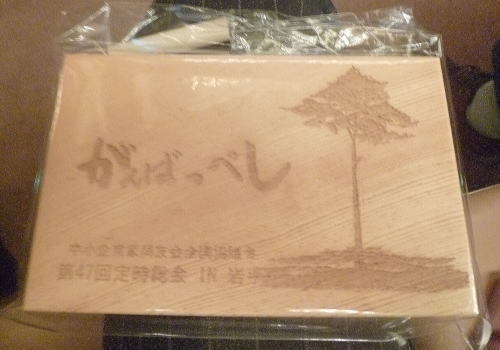 がんばっぺし
中小企業家同友会全国協議会
第47回定時総会 IN 岩手